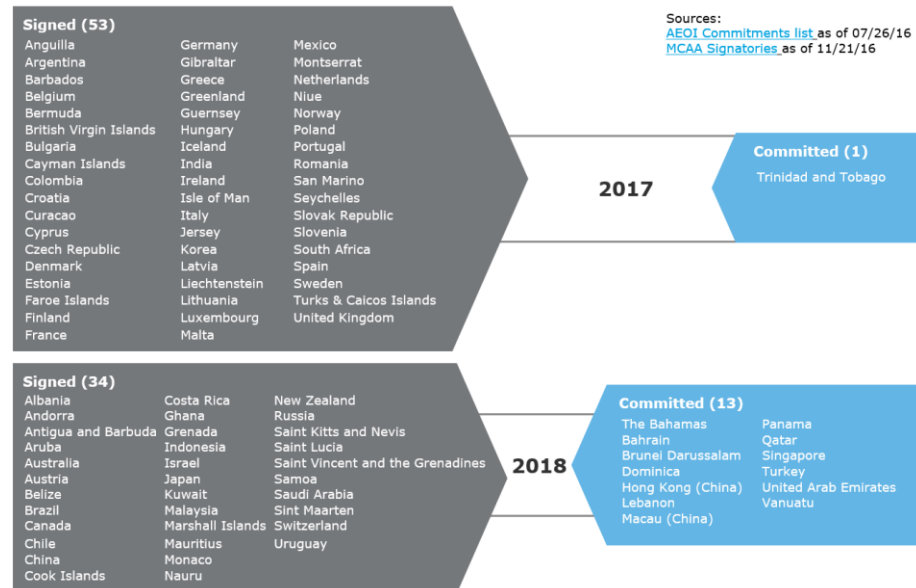 Signed (53)
Anguilla
Argentina
Barbados
Belgium
Bermuda
British Virgin Islands
Bulgaria
Cayman Islands
Colombia
Croatia
Curacao
Cyprus
Czech Republic
Denmark
Estonia
Faroe Islands
Finland
France
Germany
Gibraltar
Greece
Greenland
Guernsey
Hungary
Iceland
India
Ireland
Isle of Man
Italy
Jersey
Korea
Latvia
Liechtenstein
Lithuania
Luxembourg
Malta
Mexico
Montserrat
Netherlands
Niue
Norway
Poland
Portugal
Romania
San Marino
Seychelles
Slovak Republic
Slovenia
South Africa
Spain
Sweden
Turks & Caicos Islands
United Kingdom
Sources:
AEOI Commitments list as of 07/26/16
MCAA Signatories as of 11/21/16
2017
Committed (1)
Trinidad and Tobago
Signed (34)
Albania
Andorra
Antigua and Barbuda
Aruba
Australia
Austria
Belize
Brazil
Canada
Chile
China
Cook Islands
Costa Rica
Ghana
Grenada
Indonesia
Israel
Japan
Kuwait
Malaysia
Marshall Islands
Mauritius
Monaco
Nauru
New Zealand
Russia
Saint Kitts and Nevis
Saint Lucia
Saint Vincent and the Grenadines
Samoa
Saudi Arabia
Sint Maarten
Switzerland
Uruguay
2018
Committed (13)
The Bahamas
Bahrain
Brunei Darussalam
Dominica
Hong Kong (China)
Lebanon
Macau (China)
Panama
Qatar
Singapore
Turkey
United Arab Emirates
Vanuatu